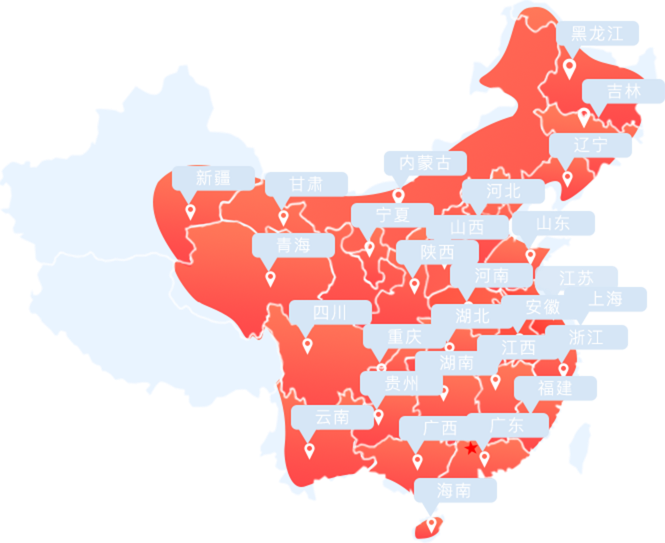 黑龙江
吉林
辽宁
内蒙古
新疆
甘肃
河北
宁夏
山东
山西
青海
陕西
河南
江苏
上海
安徽
四川
湖北
重庆
浙江
江西
湖南
贵州
福建
云南
广西
广东
海南